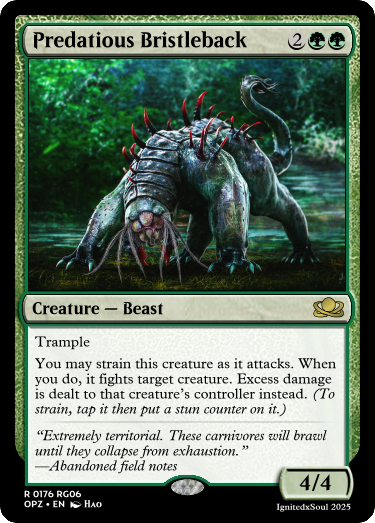 Predatious Bristleback 2
Creature — Beast
Trample
You may strain this creature as it attacks. When
you do, it fights target creature. Excess damage
is dealt to that creature's controller instead. (To
strain, tap it then put a stun counter on it.)
“Extremely territorial. These carnivores will brawl
until they collapse from exhaustion.”
—Abandoned field notes
4/4
R 0176 RG06
OPZ • EN Hao
IgnitedxSoul 2025